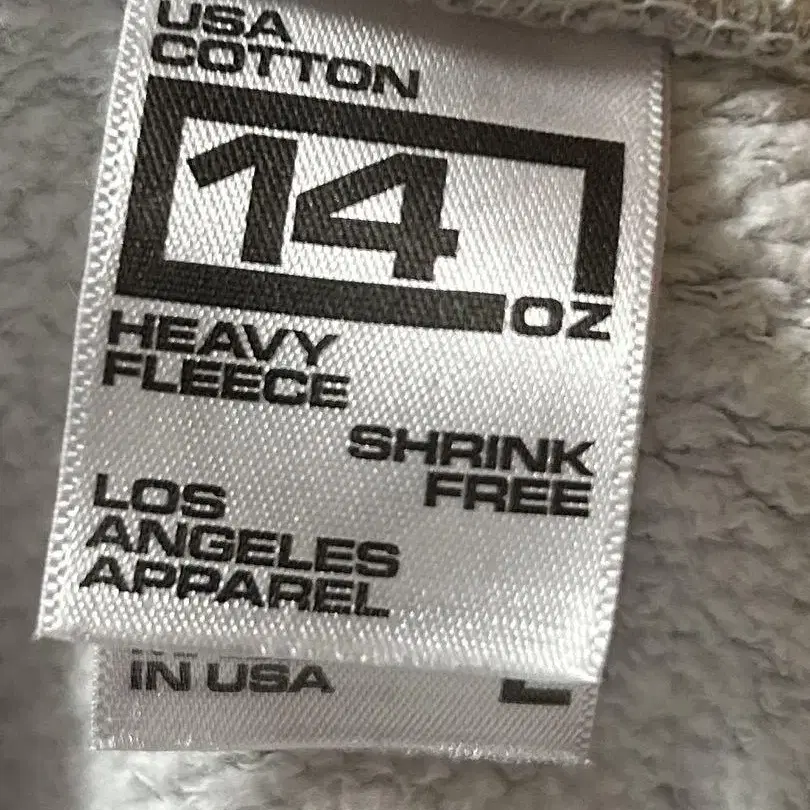 USA
COTTON
14
OZ
HEAVY
FLEECE
SHRINK
FREE
LOS
ANGELES
APPAREL
IN USA